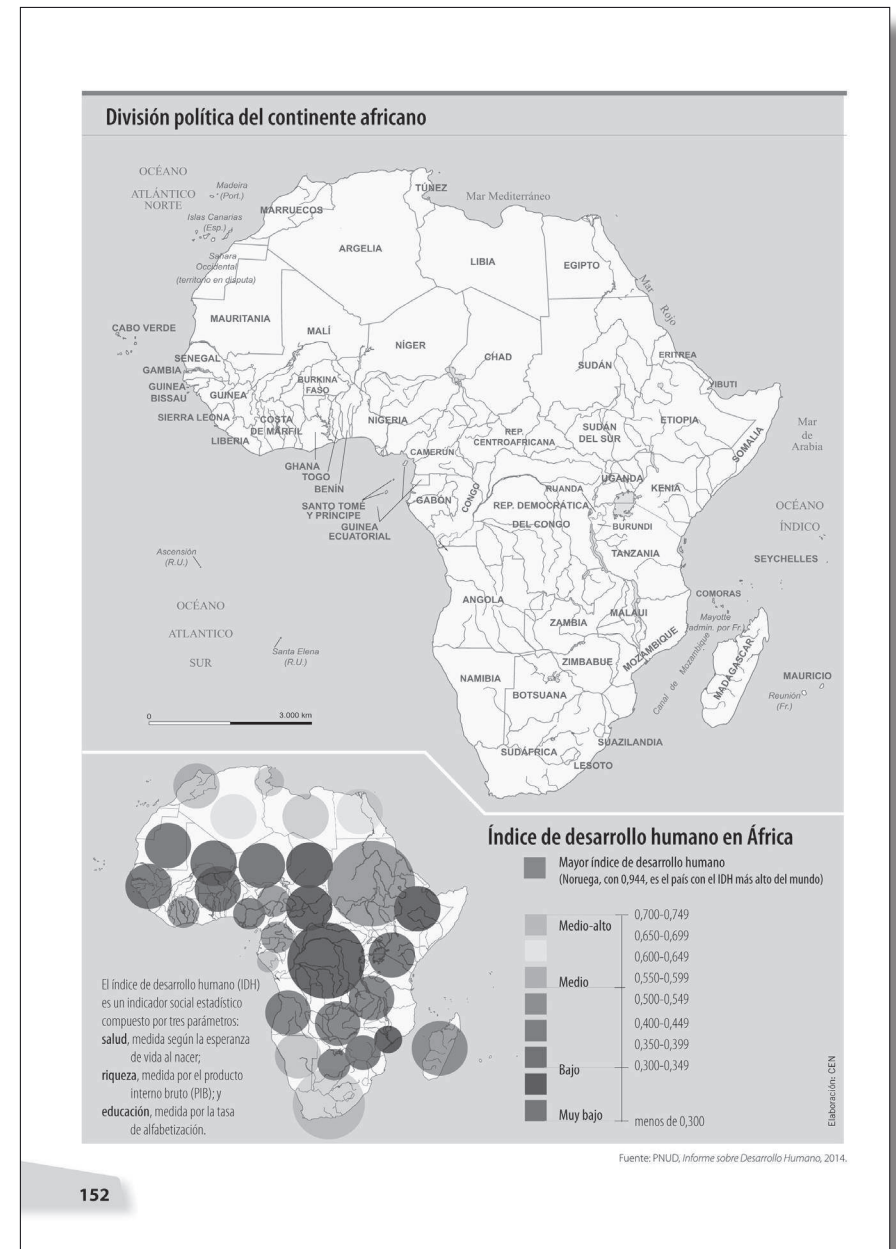 División política del continente africano
OCÉANO
ATLÁNTICO
NORTE
Madeira
(Port.)
Islas Canarias
(Esp.)
Sahara
Occidental
(territorio en disputa)
MARRUECOS
TÚNEZ
Mar Mediterráneo
ARGELIA
LIBIA
EGIPTO
Mar Rojo
MAURITANIA
MALÍ
NÍGER
CHAD
SUDÁN
ERITREA
YIBUTI
CABO VERDE
SENEGAL
GAMBIA
GUINEA-
BISSAU
GUINEA
SIERRA LEONA
LIBERIA
COSTA
DE MARFIL
BURKINA
FASO
GHANA
TOGO
BENÍN
NIGERIA
CAMERÚN
REP.
CENTROAFRICANA
SUDÁN
DEL SUR
ETIOPIA
SOMALIA
Mar
de
Arabia
SANTO TOMÉ
Y PRÍNCIPE
GUINEA
ECUATORIAL
GABÓN
CONGO
REP. DEMOCRÁTICA
DEL CONGO
UGANDA
RUANDA
BURUNDI
KENIA
TANZANIA
OCÉANO
ÍNDICO
SEYCHELLES
Ascensión
(R.U.)
OCÉANO
ATLANTICO
SUR
Santa Elena
(R.U.)
ANGOLA
ZAMBIA
MALAUI
MOZAMBIQUE
COMORAS
Mayotte
(admin. por Fr.)
Canal de Mozambique
MADAGASCAR
MAURICIO
Reunión
(Fr.)
NAMIBIA
ZIMBABUE
BOTSUANA
SUDÁFRICA
SUAZILANDIA
LESOTO
0
3.000 km
Índice de desarrollo humano en África
Mayor índice de desarrollo humano
(Noruega, con 0,944, es el país con el IDH más alto del mundo)
Medio-alto
0,700-0,749
0,650-0,699
0,600-0,649
Medio
0,550-0,599
0,500-0,549
0,400-0,449
0,350-0,399
Bajo
0,300-0,349
Muy bajo
menos de 0,300
El índice de desarrollo humano (IDH)
es un indicador social estadístico
compuesto por tres parámetros:
salud, medida según la esperanza
de vida al nacer;
riqueza, medida por el producto
interno bruto (PIB); y
educación, medida por la tasa
de alfabetización.
Elaboración: CEN
Fuente: PNUD, Informe sobre Desarrollo Humano, 2014.
152